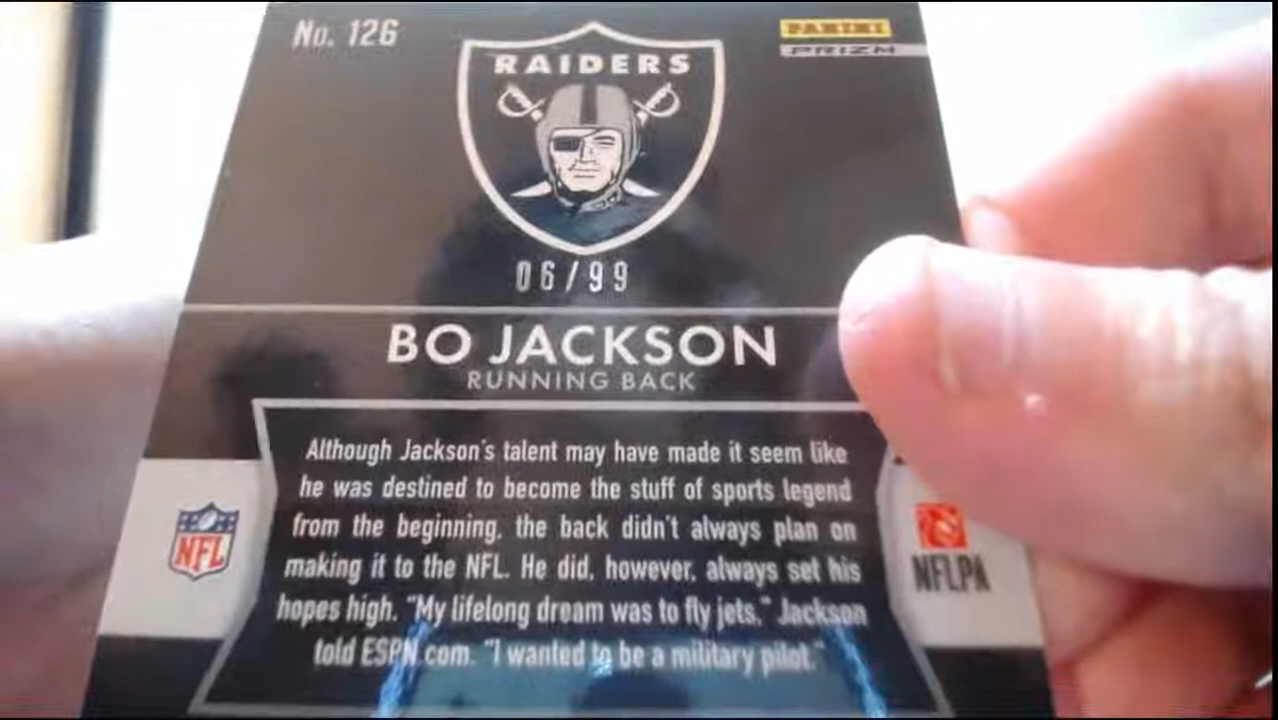 No. 126
PANINI
PRIZM
RAIDERS
06/99
BO JACKSON
RUNNING BACK
Although Jackson's talent may have made it seem like
he was destined to become the stuff of sports legend
from the beginning, the back didn't always plan on
making it to the NFL. He did, however, always set his
hopes high. "My lifelong dream was to fly jets," Jackson
told ESPN.com. "I wanted to be a military pilot."
NFL
NFLPA